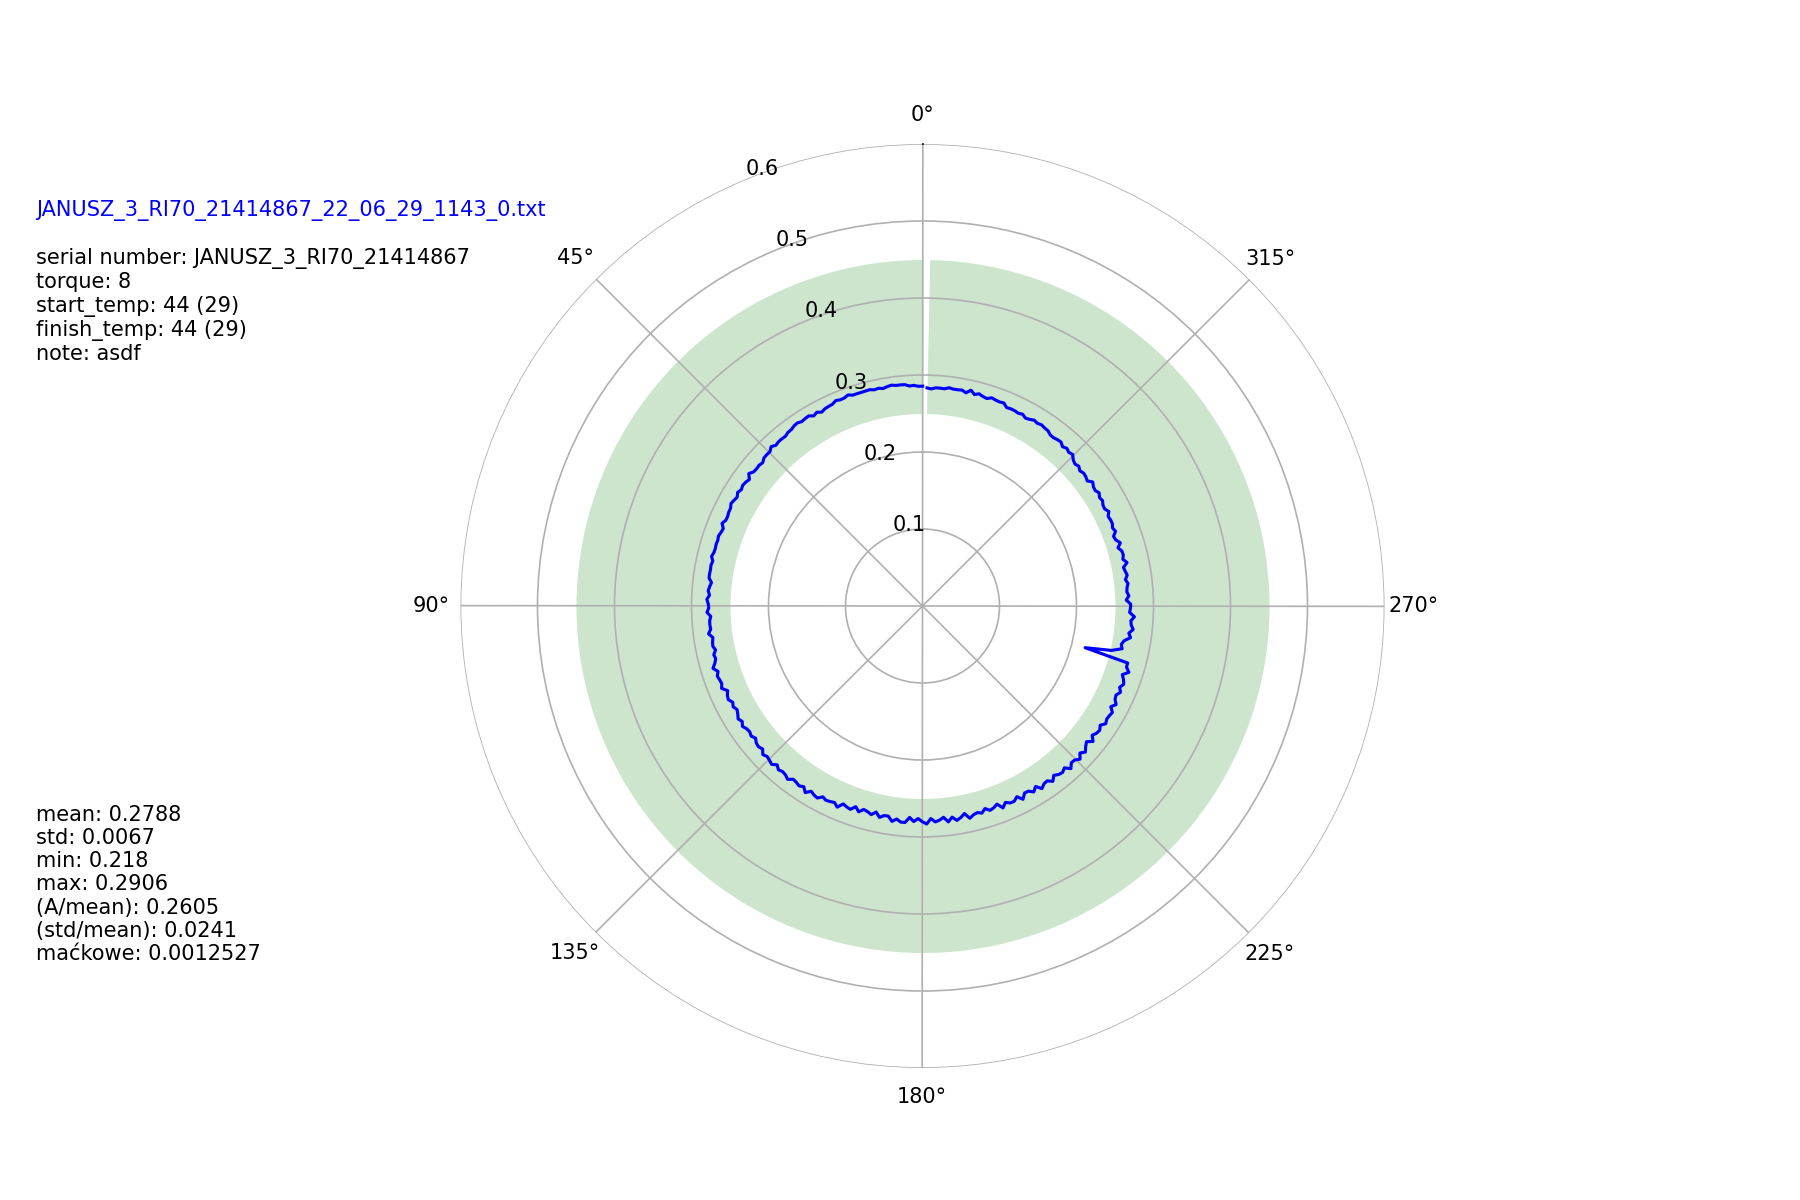 0°
0.6
JANUSZ_3_RI70_21414867_22_06_29_1143_0.txt
0.5
serial number: JANUSZ_3_RI70_21414867
45°
315°
torque: 8
start_temp: 44 (29)
0.4
finish_temp: 44 (29)
note: asdf
0.3
0.2
0.1
90°
270°
mean: 0.2788
std: 0.0067
min: 0.218
max: 0.2906
(A/mean): 0.2605
(std/mean): 0.0241
maćkowe: 0.0012527
135°
225°
180°